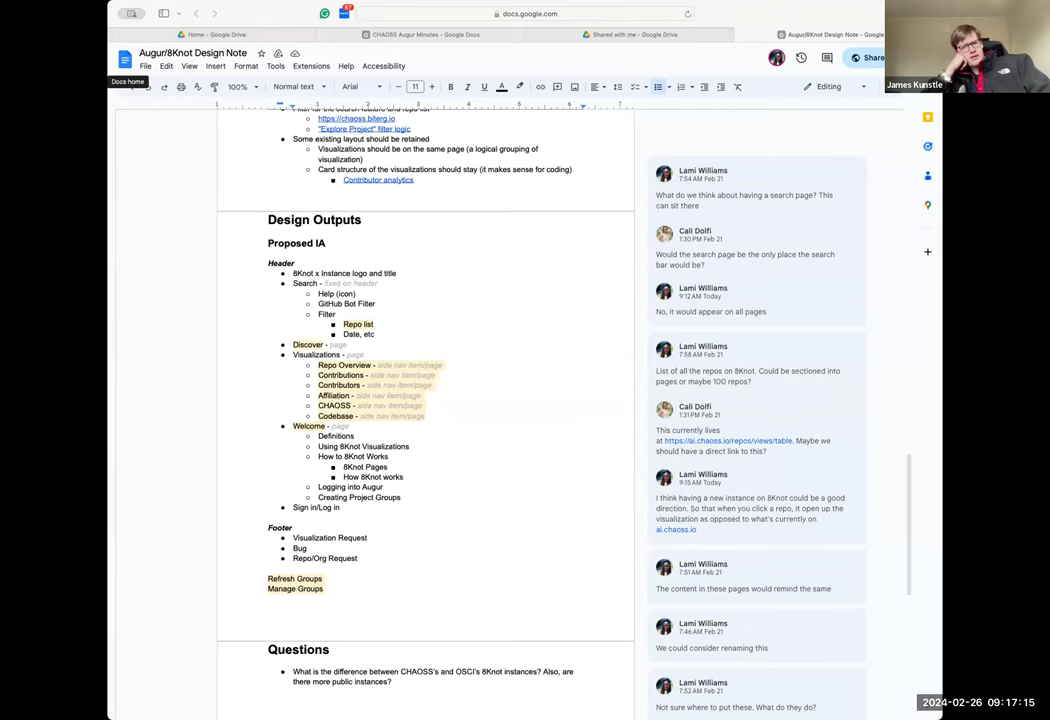 67
docs.google.com
Home - Google Drive
CHAOSS Augur Minutes - Google Docs
Shared with me - Google Drive
Augur/8Knot Design Note - Google
Augur/8Knot Design Note
File Edit View Insert Format Tools Extensions Help Accessibility
Share
Docs home
100% Normal text Arial 11 Editing
James Kunstle
1 1 2 3 4 5 6 7
https://chaoss.biterg.io
"Explore Project" filter logic
Some existing layout should be retained
Visualizations should be on the same page (a logical grouping of
visualization)
Card structure of the visualizations should stay (it makes sense for coding)
Contributor analytics
Design Outputs
Proposed IA
Header
8Knot x Instance logo and title
Search - fixed on header
Help (icon)
GitHub Bot Filter
Filter
Repo list
Date, etc
Discover - page
Visualizations - page
Repo Overview - side nav item/page
Contributions - side nav item/page
Contributors - side nav item/page
Affiliation - side nav item/page
CHAOSS - side nav item/page
Codebase - side nav item/page
Welcome - page
Definitions
Using 8Knot Visualizations
How to 8Knot Works
8Knot Pages
How 8Knot works
Logging into Augur
Creating Project Groups
Sign in/Log in
Footer
Visualization Request
Bug
Repo/Org Request
Refresh Groups
Manage Groups
Questions
What is the difference between CHAOSS's and OSCI's 8Knot instances? Also, are
there more public instances?
Lami Williams
7:54 AM Feb 21
What do we think about having a search page? This
can sit there
Cali Dolfi
1:30 PM Feb 21
Would the search page be the only place the search
bar would be?
Lami Williams
9:12 AM Today
No, it would appear on all pages
Lami Williams
7:58 AM Feb 21
List of all the repos on 8Knot. Could be sectioned into
pages or maybe 100 repos?
Cali Dolfi
1:31 PM Feb 21
This currently lives
at https://ai.chaoss.io/repos/views/table. Maybe we
should have a direct link to this?
Lami Williams
9:15 AM Today
I think having a new instance on 8Knot could be a good
direction. So that when you click a repo, it open up the
visualization as opposed to what's currently on
ai.chaoss.io
Lami Williams
7:51 AM Feb 21
The content in these pages would remind the same
Lami Williams
7:46 AM Feb 21
We could consider renaming this
Lami Williams
7:52 AM Feb 21
Not sure where to put these. What do they do?
2024-02-26 09:17:15